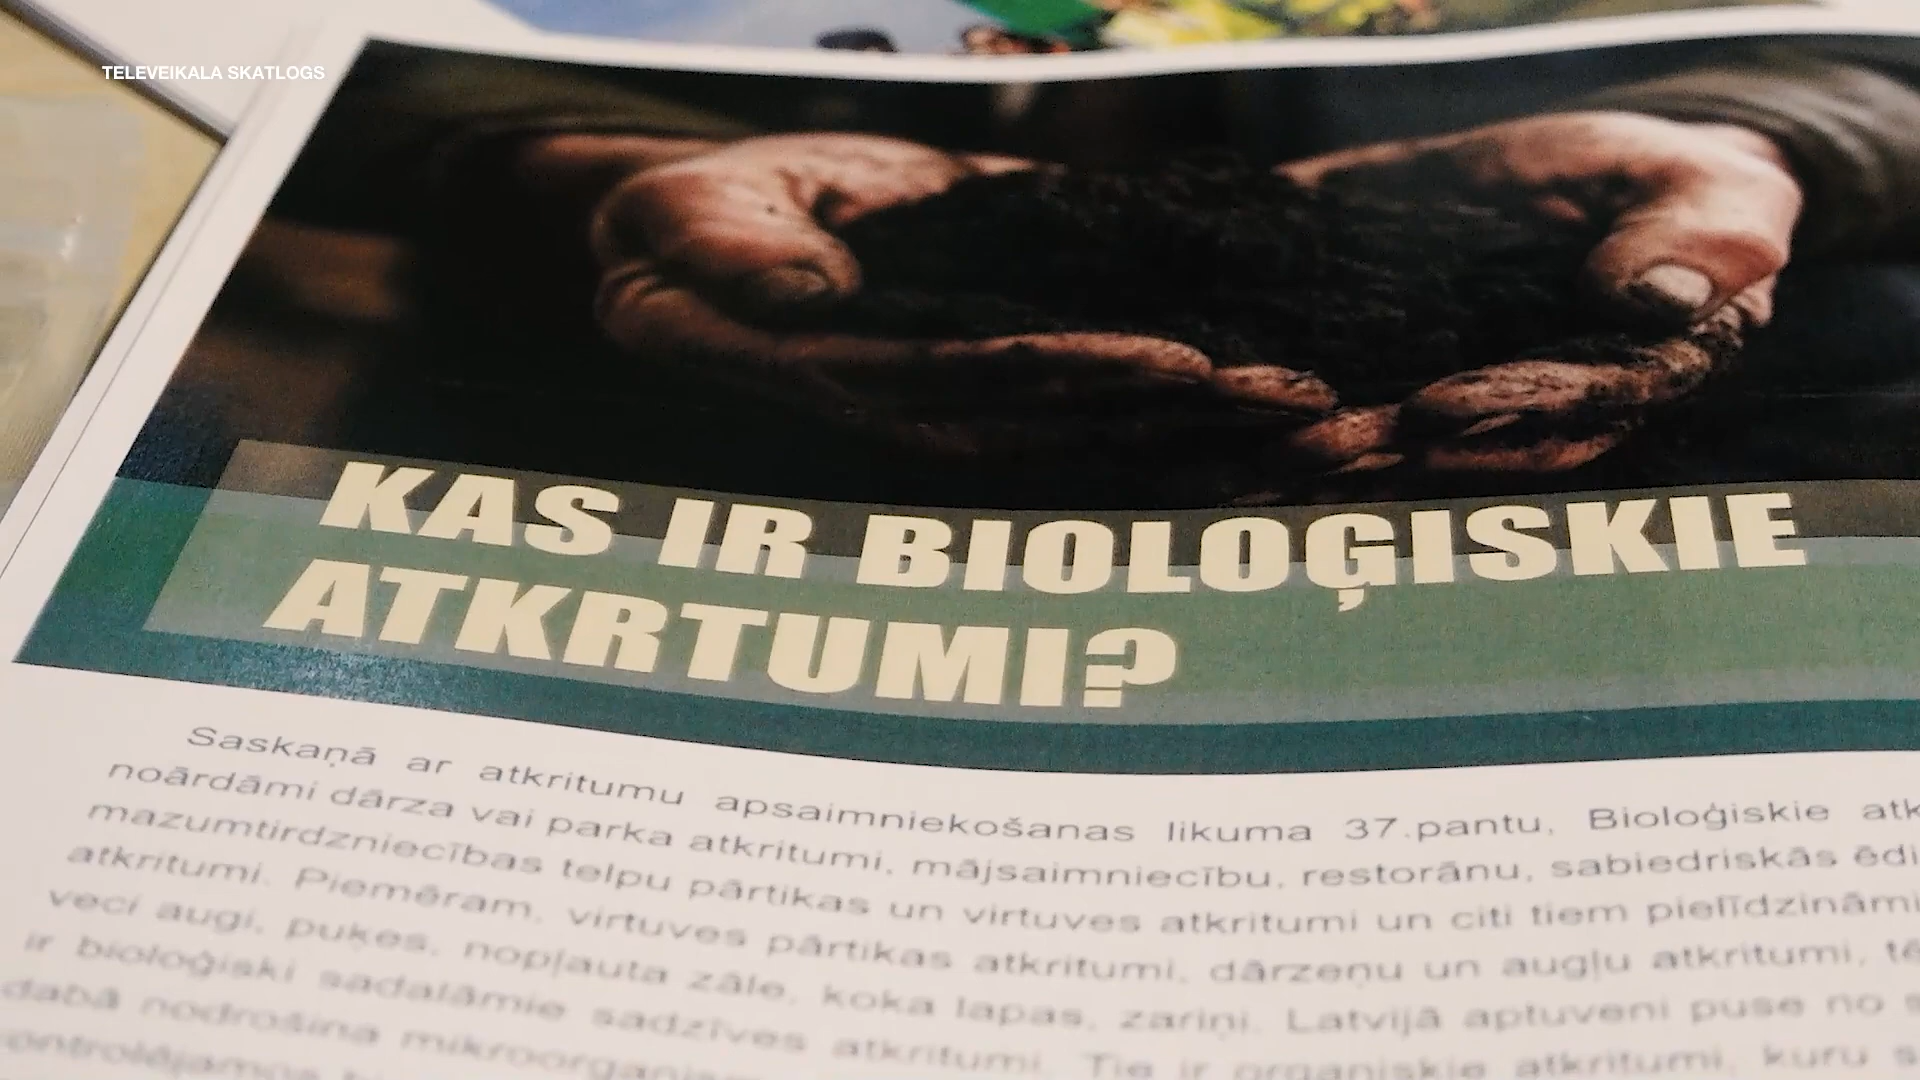 TELEVEIKALA SKATLOGS
KAS IR BIOLOĢISKIE
ATKRTUMI?
Saskaņā ar atkritumu apsaimniekošanas likuma 37.pantu, Bioloģiskie atk
noārdāmi dārza vai parka atkritumi, mājsaimniecību, restorānu, sabiedriskās ēdi
mazumtirdzniecības telpu pārtikas un virtuves atkritumi un citi tiem pielīdzināmi
atkritumi. Piemēram, virtuves pārtikas atkritumi, dārzeņu un augļu atkritumi, tē
veci augi, puķes, nopļauta zāle, koka lapas, zariņi. Latvijā aptuveni puse no s
ir bioloģiski sadalāmie sadzīves atkritumi. Tie ir organiskie atkritumi, kuru s
dabā nodrošina mikroorganism
ontrolējamos bi